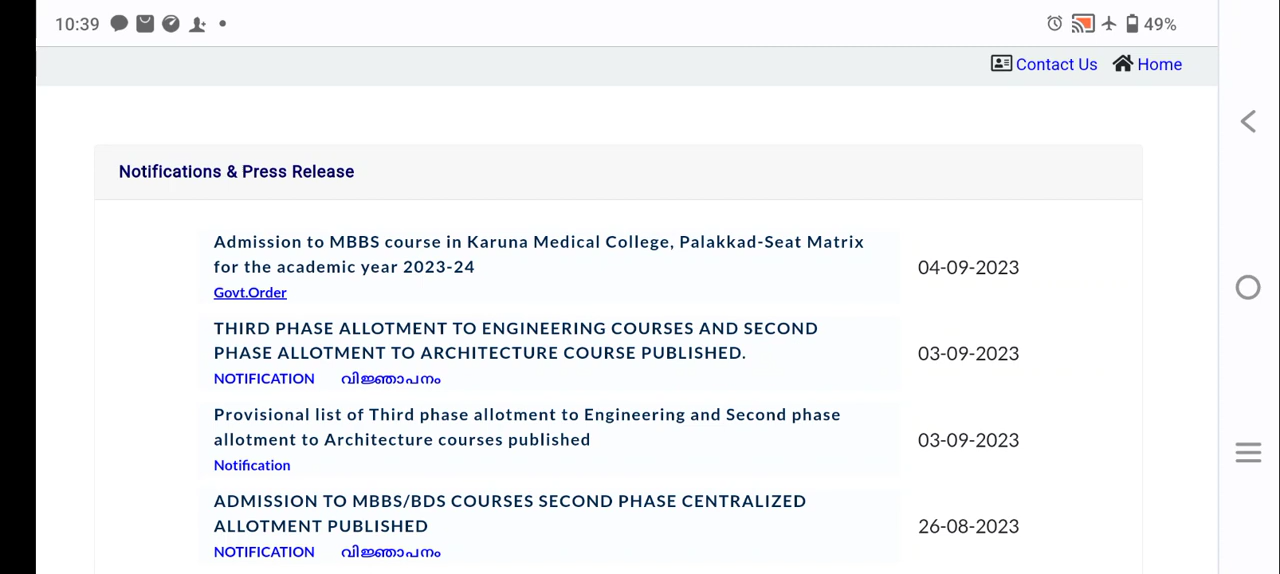 10:39
49%
Contact Us Home
Notifications & Press Release
Admission to MBBS course in Karuna Medical College, Palakkad-Seat Matrix
for the academic year 2023-24
04-09-2023
Govt.Order
THIRD PHASE ALLOTMENT TO ENGINEERING COURSES AND SECOND
PHASE ALLOTMENT TO ARCHITECTURE COURSE PUBLISHED.
03-09-2023
NOTIFICATION വിജ്ഞാപനം
Provisional list of Third phase allotment to Engineering and Second phase
allotment to Architecture courses published
03-09-2023
Notification
ADMISSION TO MBBS/BDS COURSES SECOND PHASE CENTRALIZED
ALLOTMENT PUBLISHED
26-08-2023
NOTIFICATION വിജ്ഞാപനം